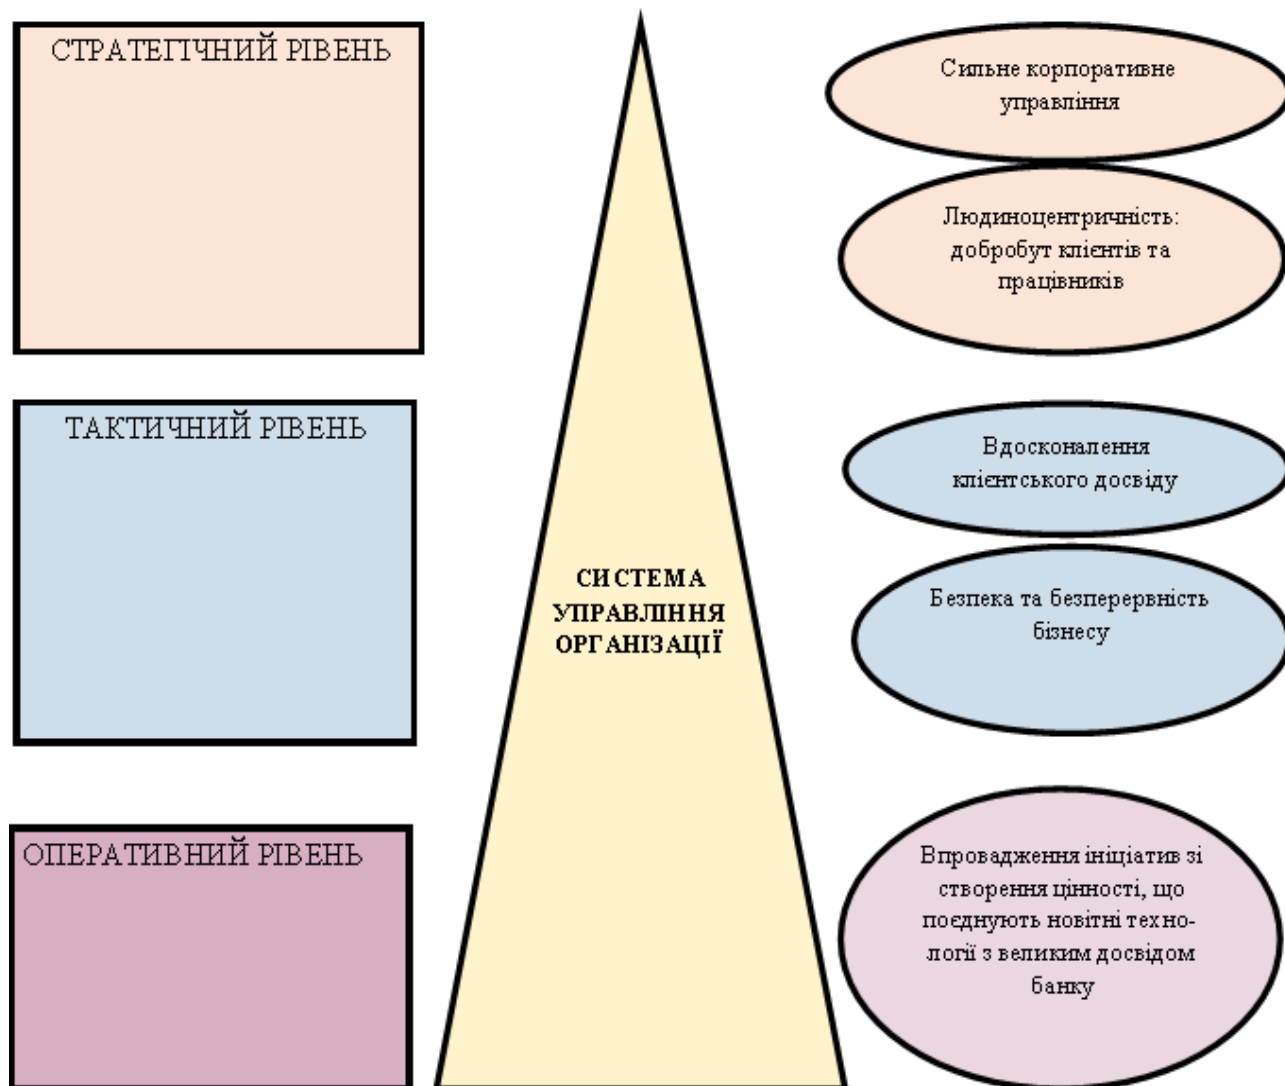 СТРАТЕГІЧНИЙ РІВЕНЬ
Сильне корпоративне
управління
Людиноцентричність:
добробут клієнтів та
працівників
ТАКТИЧНИЙ РІВЕНЬ
Вдосконалення
клієнтського досвіду
СИСТЕМА
УПРАВЛІННЯ
ОРГАНІЗАЦІЇ
Безпека та безперервність
бізнесу
ОПЕРАТИВНИЙ РІВЕНЬ
Впровадження ініціатив зі
створення цінності, що
поєднують новітні техно-
логії з великим досвідом
банку